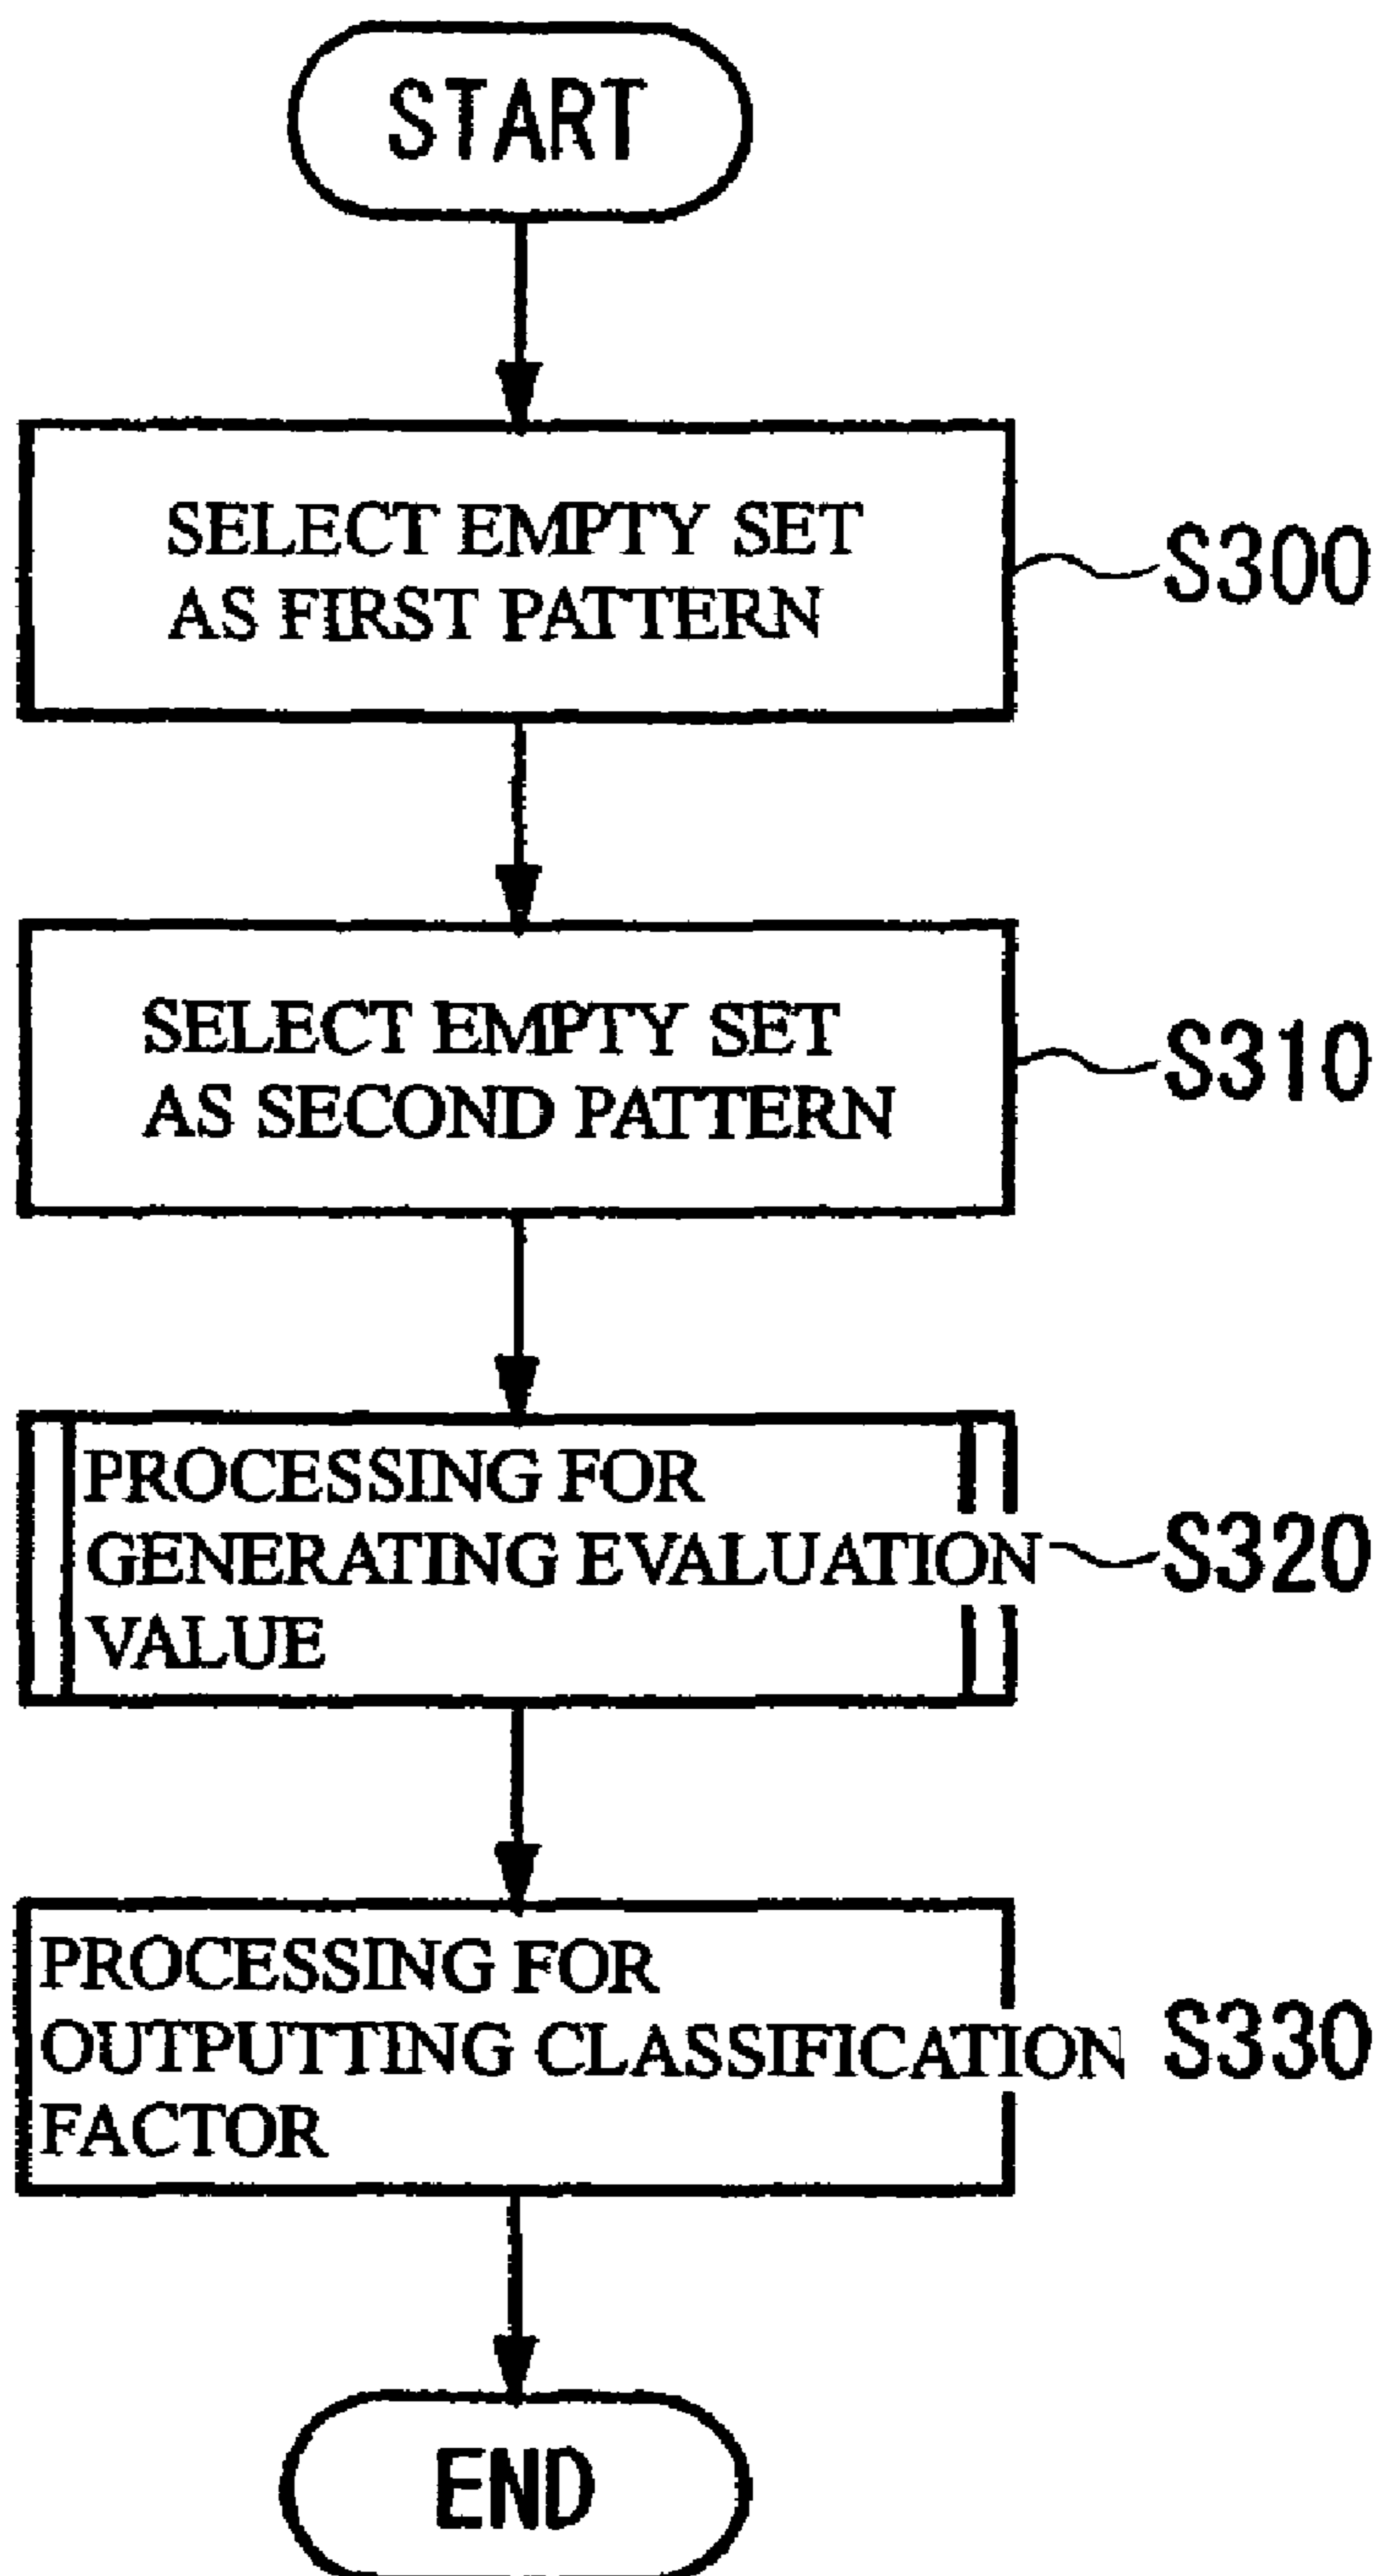 START
SELECT EMPTY SET
AS FIRST PATTERN
S300
SELECT EMPTY SET
AS SECOND PATTERN
S310
PROCESSING FOR
GENERATING EVALUATION
VALUE
S320
PROCESSING FOR
OUTPUTTING CLASSIFICATION
FACTOR
S330
END